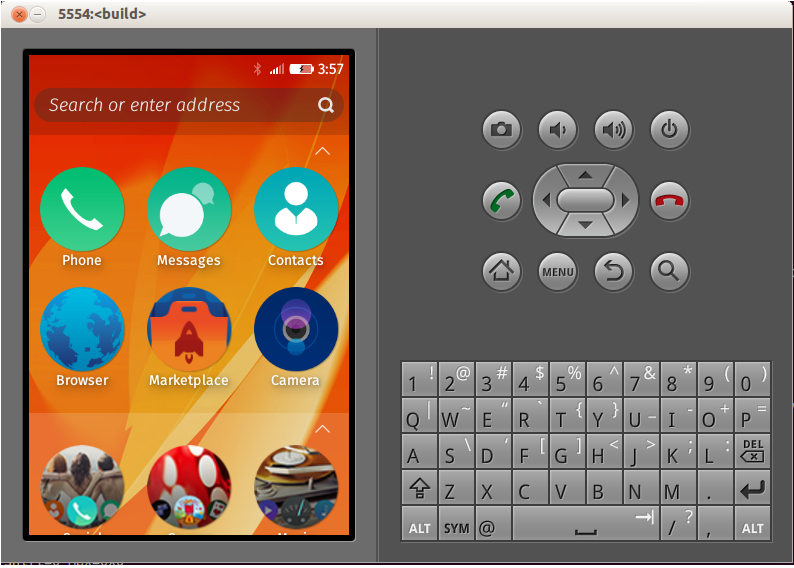 5554:<build>
3:57
Search or enter address
Phone Messages Contacts
Browser Marketplace Camera
MENU
1 ! 2 @ 3 # 4 $ 5 % 6 ^ 7 & 8 * 9 ( 0 )
Q | W ~ E “ R ` T { Y } U _ I - O + P =
A S \ D ‘ F [ G ] H < J > K ; L : DEL
Z X C V B N M .
ALT SYM @ / ? , ALT